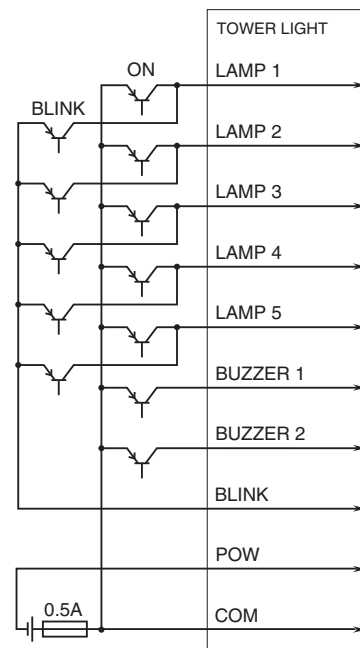 TOWER LIGHT
ON
LAMP 1
BLINK
LAMP 2
LAMP 3
LAMP 4
LAMP 5
BUZZER 1
BUZZER 2
BLINK
POW
0.5A
COM